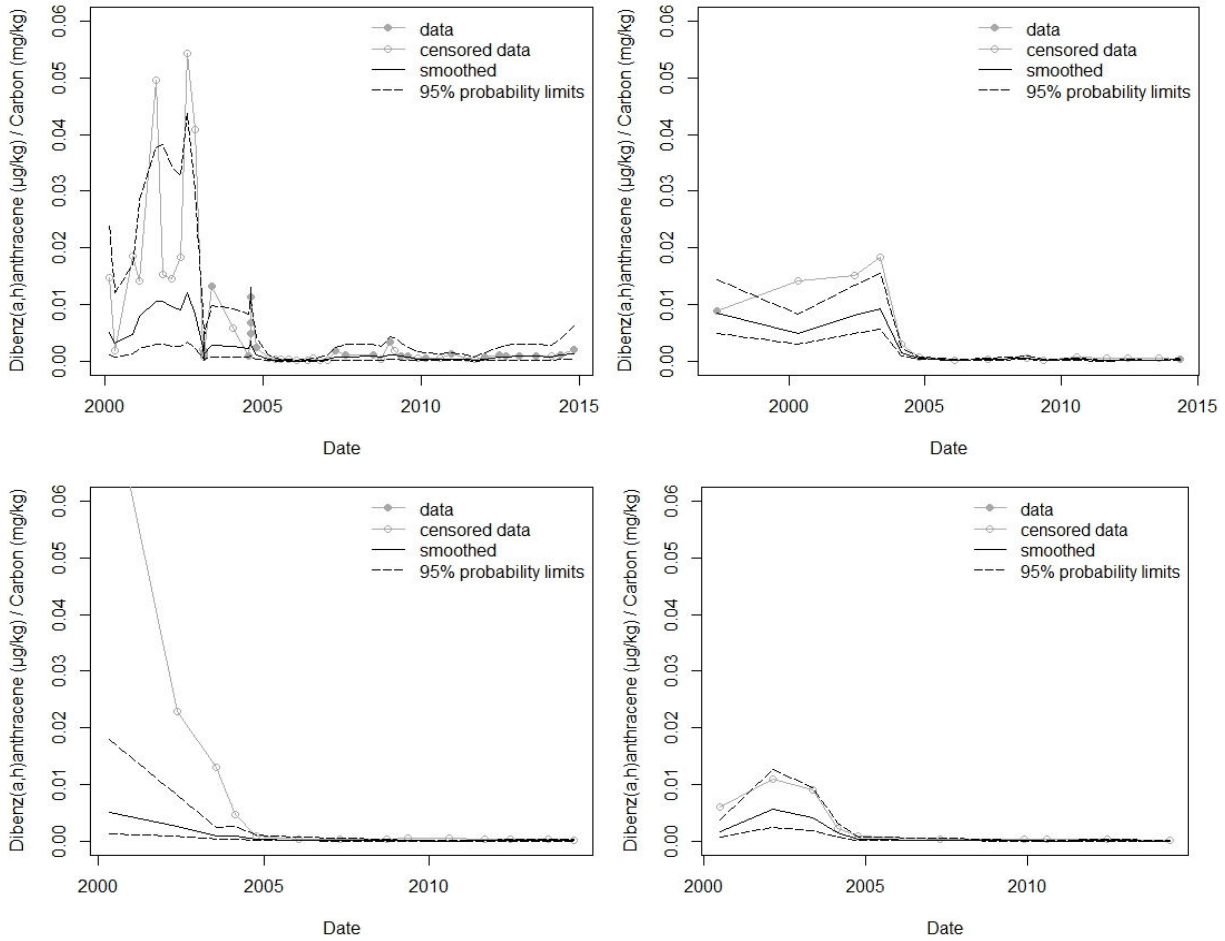 Dibenz(a,h)anthracene (µg/kg) / Carbon (mg/kg)
0.06
0.05
0.04
0.03
0.02
0.01
0.00
data
censored data
smoothed
95% probability limits
2000
2005
2010
2015
Date
Dibenz(a,h)anthracene (µg/kg) / Carbon (mg/kg)
0.06
0.05
0.04
0.03
0.02
0.01
0.00
data
censored data
smoothed
95% probability limits
2000
2005
2010
2015
Date
Dibenz(a,h)anthracene (µg/kg) / Carbon (mg/kg)
0.06
0.05
0.04
0.03
0.02
0.01
0.00
data
censored data
smoothed
95% probability limits
2000
2005
2010
Date
Dibenz(a,h)anthracene (µg/kg) / Carbon (mg/kg)
0.06
0.05
0.04
0.03
0.02
0.01
0.00
data
censored data
smoothed
95% probability limits
2000
2005
2010
Date